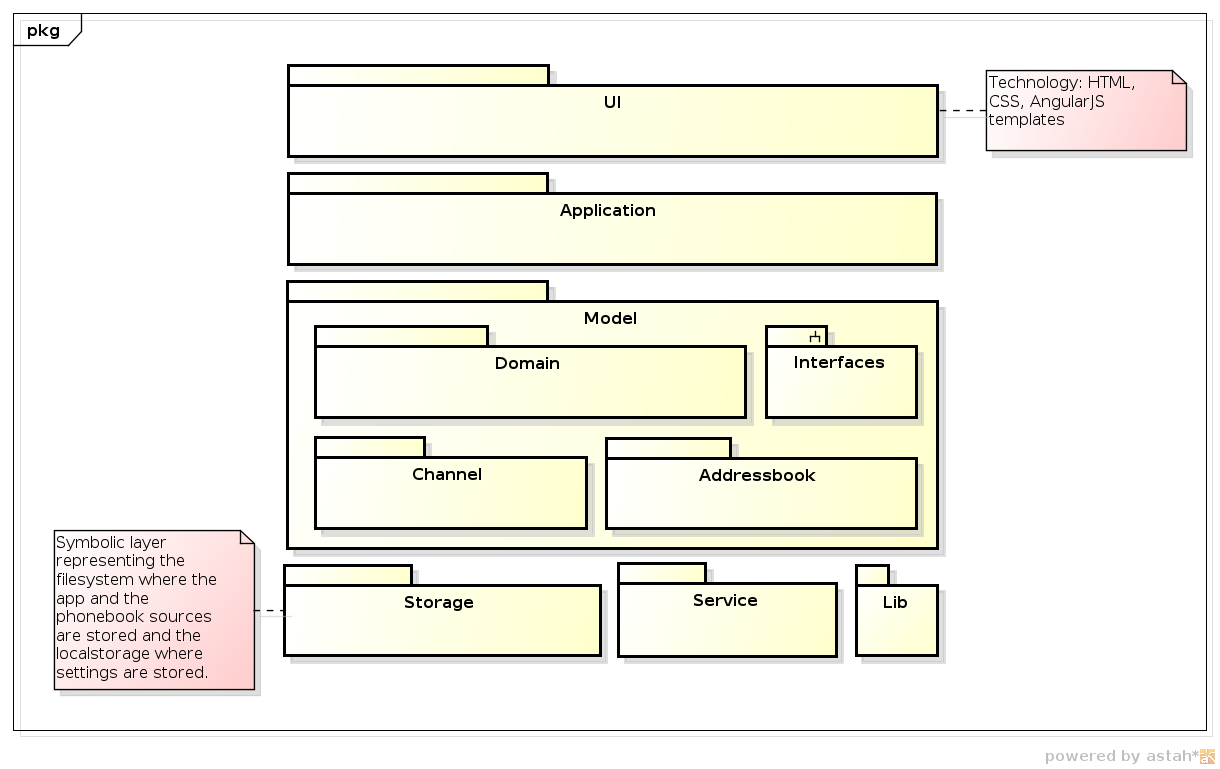 pkg
UI
Technology: HTML,
CSS, AngularJS
templates
Application
Model
Domain
Interfaces
Channel
Addressbook
Symbolic layer
representing the
filesystem where the
app and the
phonebook sources
are stored and the
localstorage where
settings are stored.
Storage
Service
Lib
powered by astah*